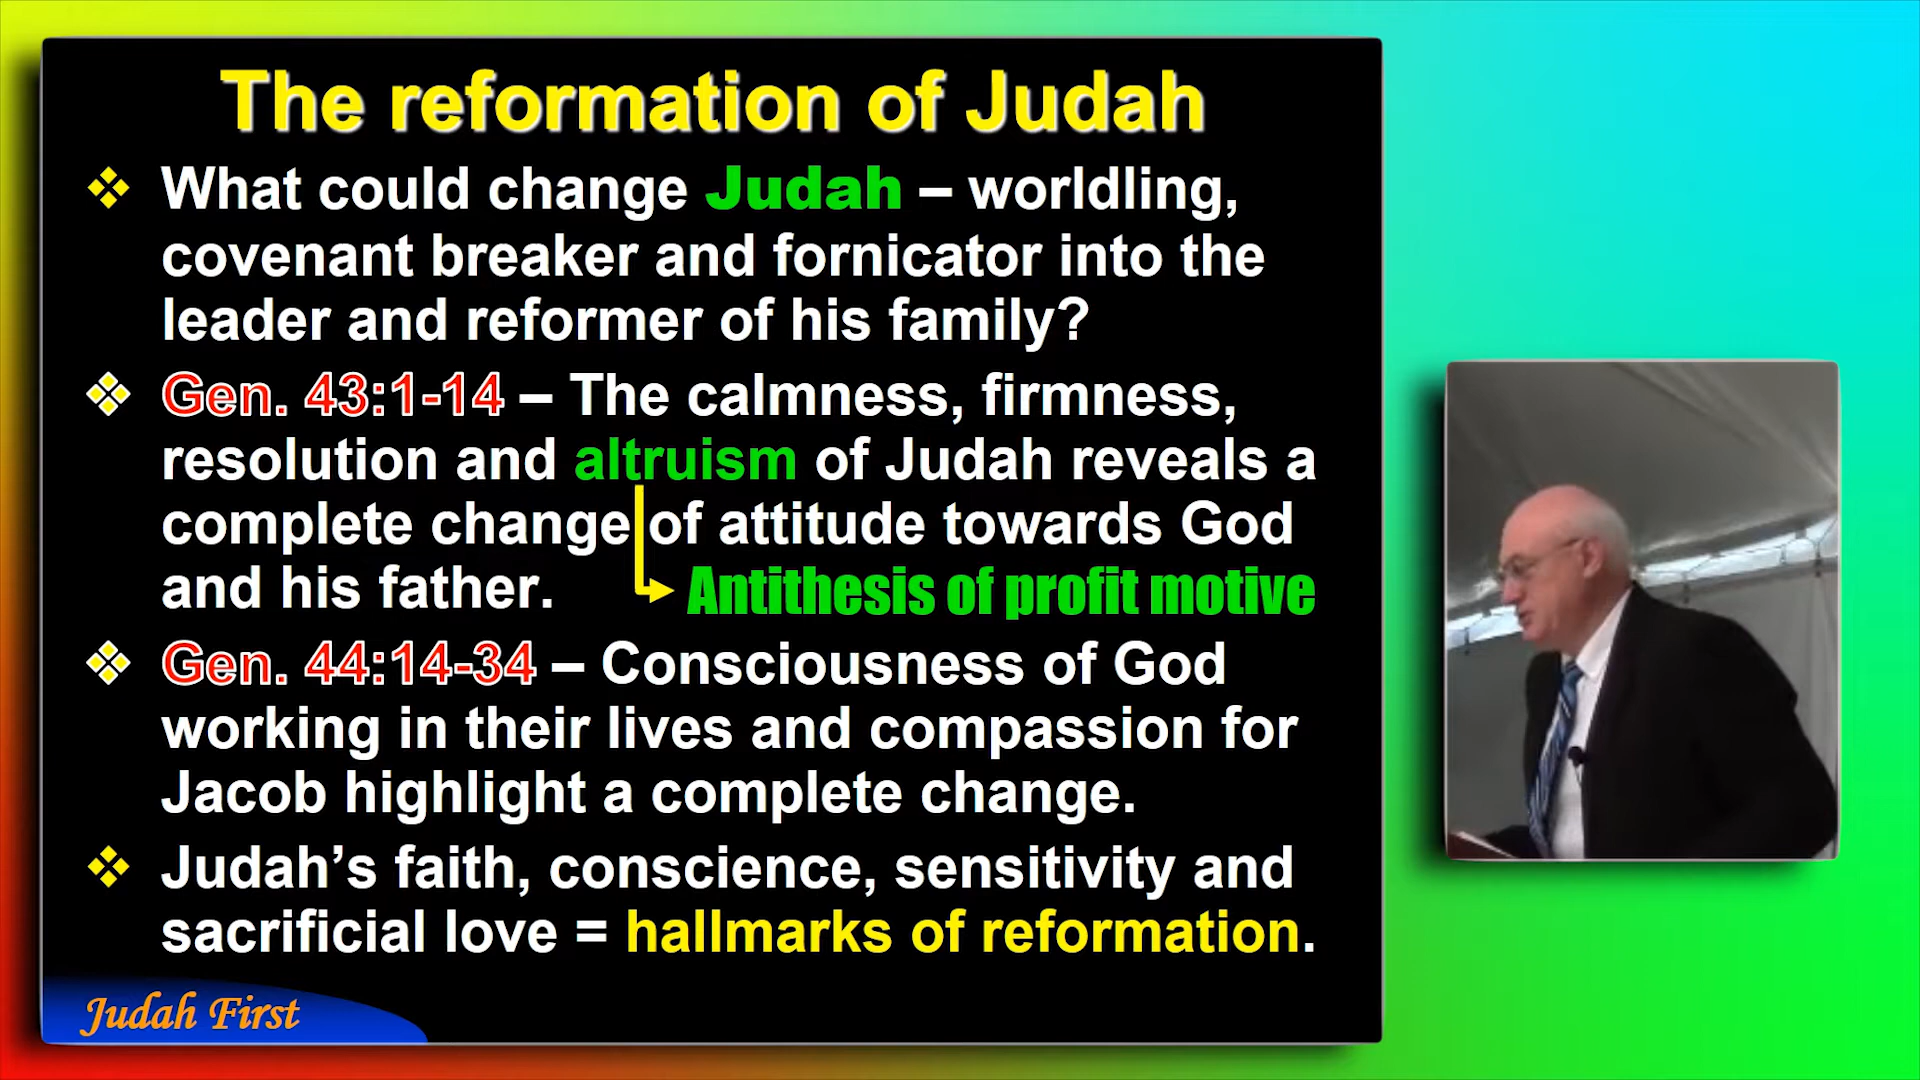 The reformation of Judah
What could change Judah – worldling,
covenant breaker and fornicator into the
leader and reformer of his family?
Gen. 43:1-14 – The calmness, firmness,
resolution and altruism of Judah reveals a
complete change of attitude towards God
and his father.
Antithesis of profit motive
Gen. 44:14-34 – Consciousness of God
working in their lives and compassion for
Jacob highlight a complete change.
Judah’s faith, conscience, sensitivity and
sacrificial love = hallmarks of reformation.
Judah First